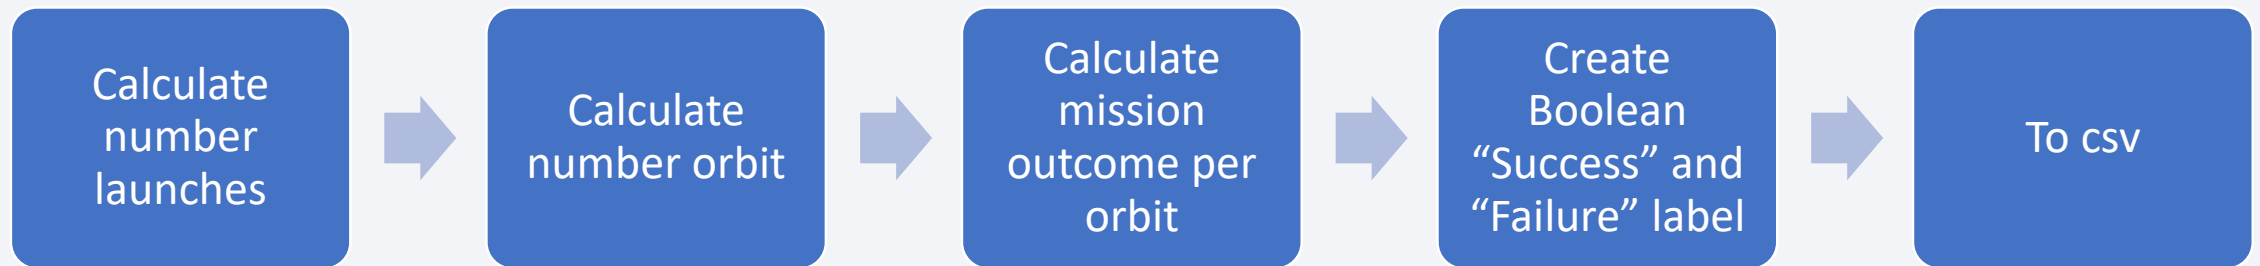 Calculate
number
launches
Calculate
number orbit
Calculate
mission
outcome per
orbit
Create
Boolean
“Success” and
“Failure” label
To csv